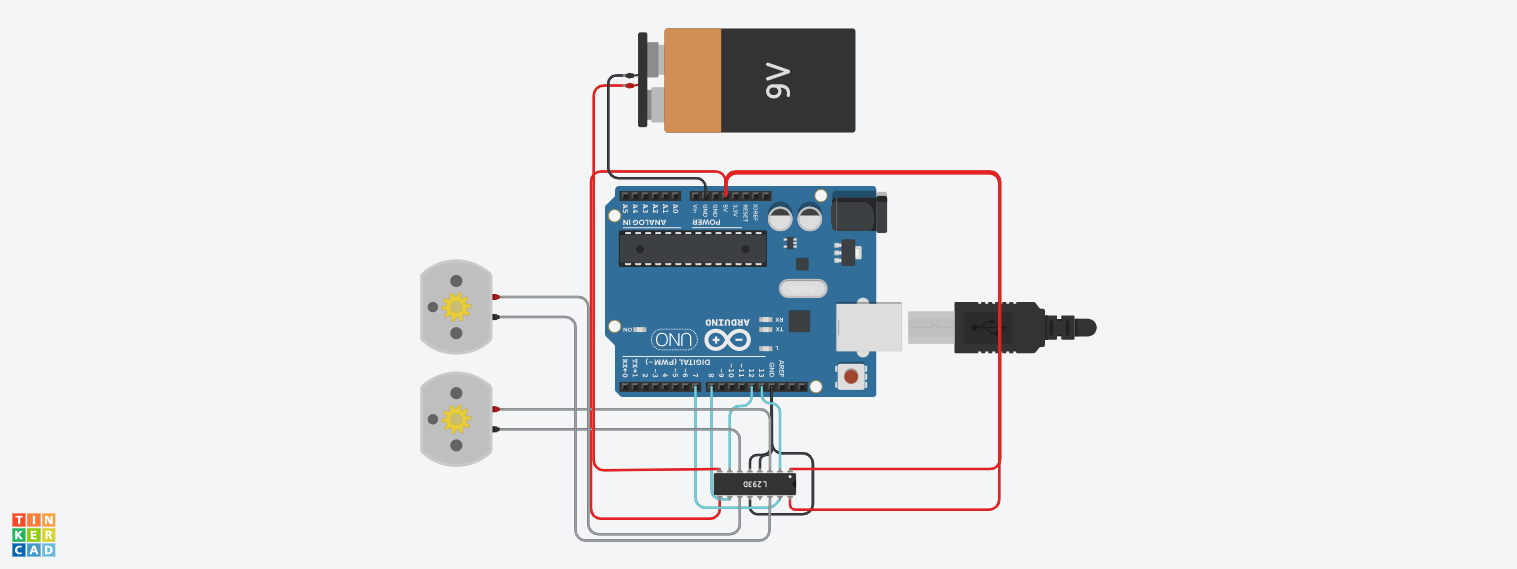 9V
A5 A4 A3 A2 A1 A0 Vin GND GND 5V 3.3V RESET IOREF
ANALOG IN POWER
ARDUINO
UNO
ON
RX
TX
L
DIGITAL (PWM~)
RX←0 TX→1 2 ~3 4 ~5 ~6 7 8 ~9 ~10 ~11 12 13 GND AREF
L293D
TIN
KER
CAD